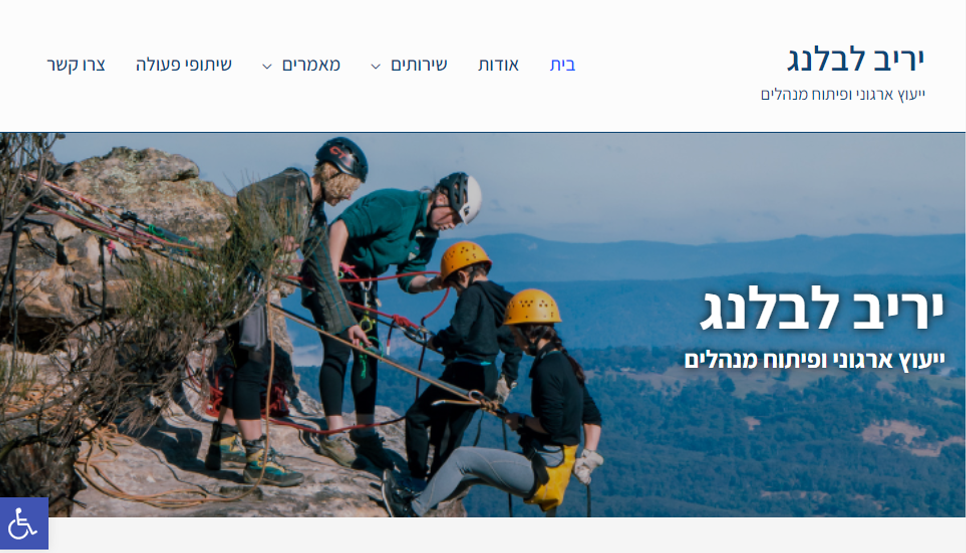 יריב לבלנג
ייעוץ ארגוני ופיתוח מנהלים
בית
אודות
שירותים
מאמרים
שיתופי פעולה
צרו קשר
יריב לבלנג
ייעוץ ארגוני ופיתוח מנהלים